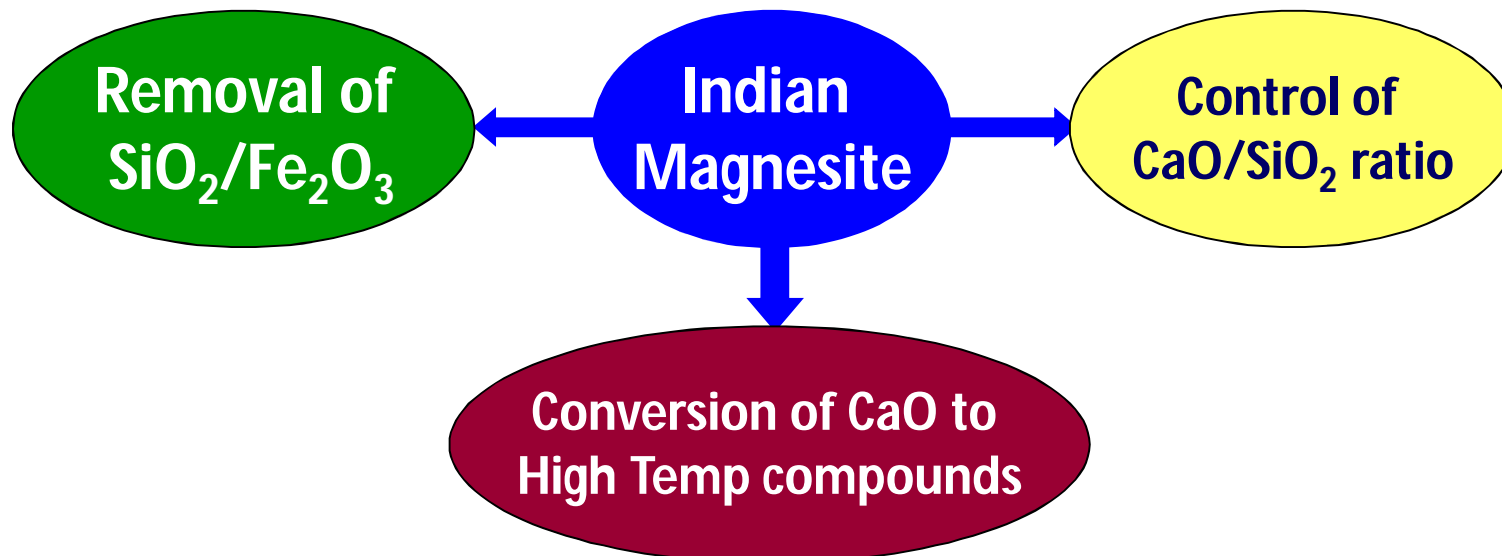 Removal of
SiO₂/Fe₂O₃
Indian
Magnesite
Control of
CaO/SiO₂ ratio
Conversion of CaO to
High Temp compounds